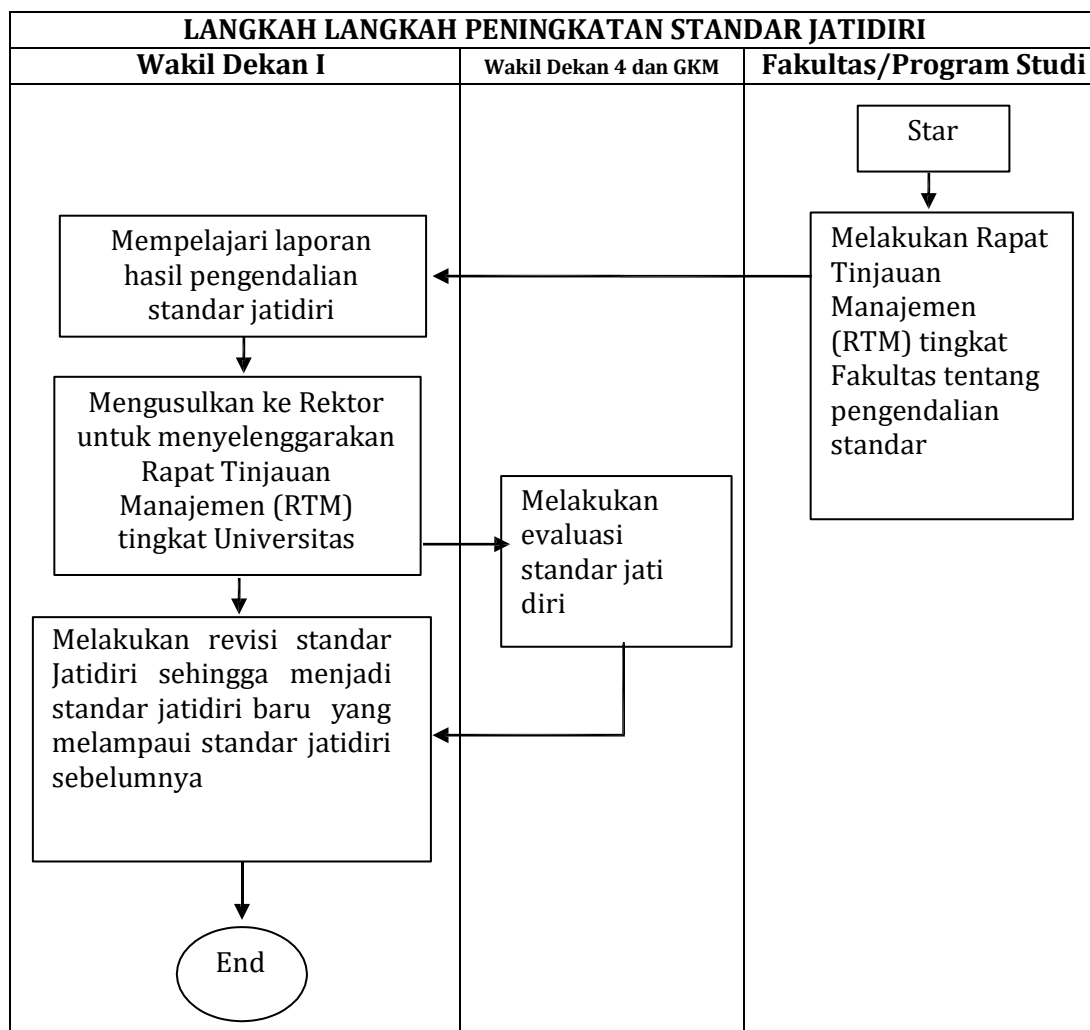 LANGKAH LANGKAH PENINGKATAN STANDAR JATIDIRI
Wakil Dekan I
Wakil Dekan 4 dan GKM
Fakultas/Program Studi
Star
Melakukan Rapat
Tinjauan
Manajemen
(RTM) tingkat
Fakultas tentang
pengendalian
standar
Mempelajari laporan
hasil pengendalian
standar jatidiri
Mengusulkan ke Rektor
untuk menyelenggarakan
Rapat Tinjauan
Manajemen (RTM)
tingkat Universitas
Melakukan
evaluasi
standar jati
diri
Melakukan revisi standar
Jatidiri sehingga menjadi
standar jatidiri baru yang
melampaui standar jatidiri
sebelumnya
End